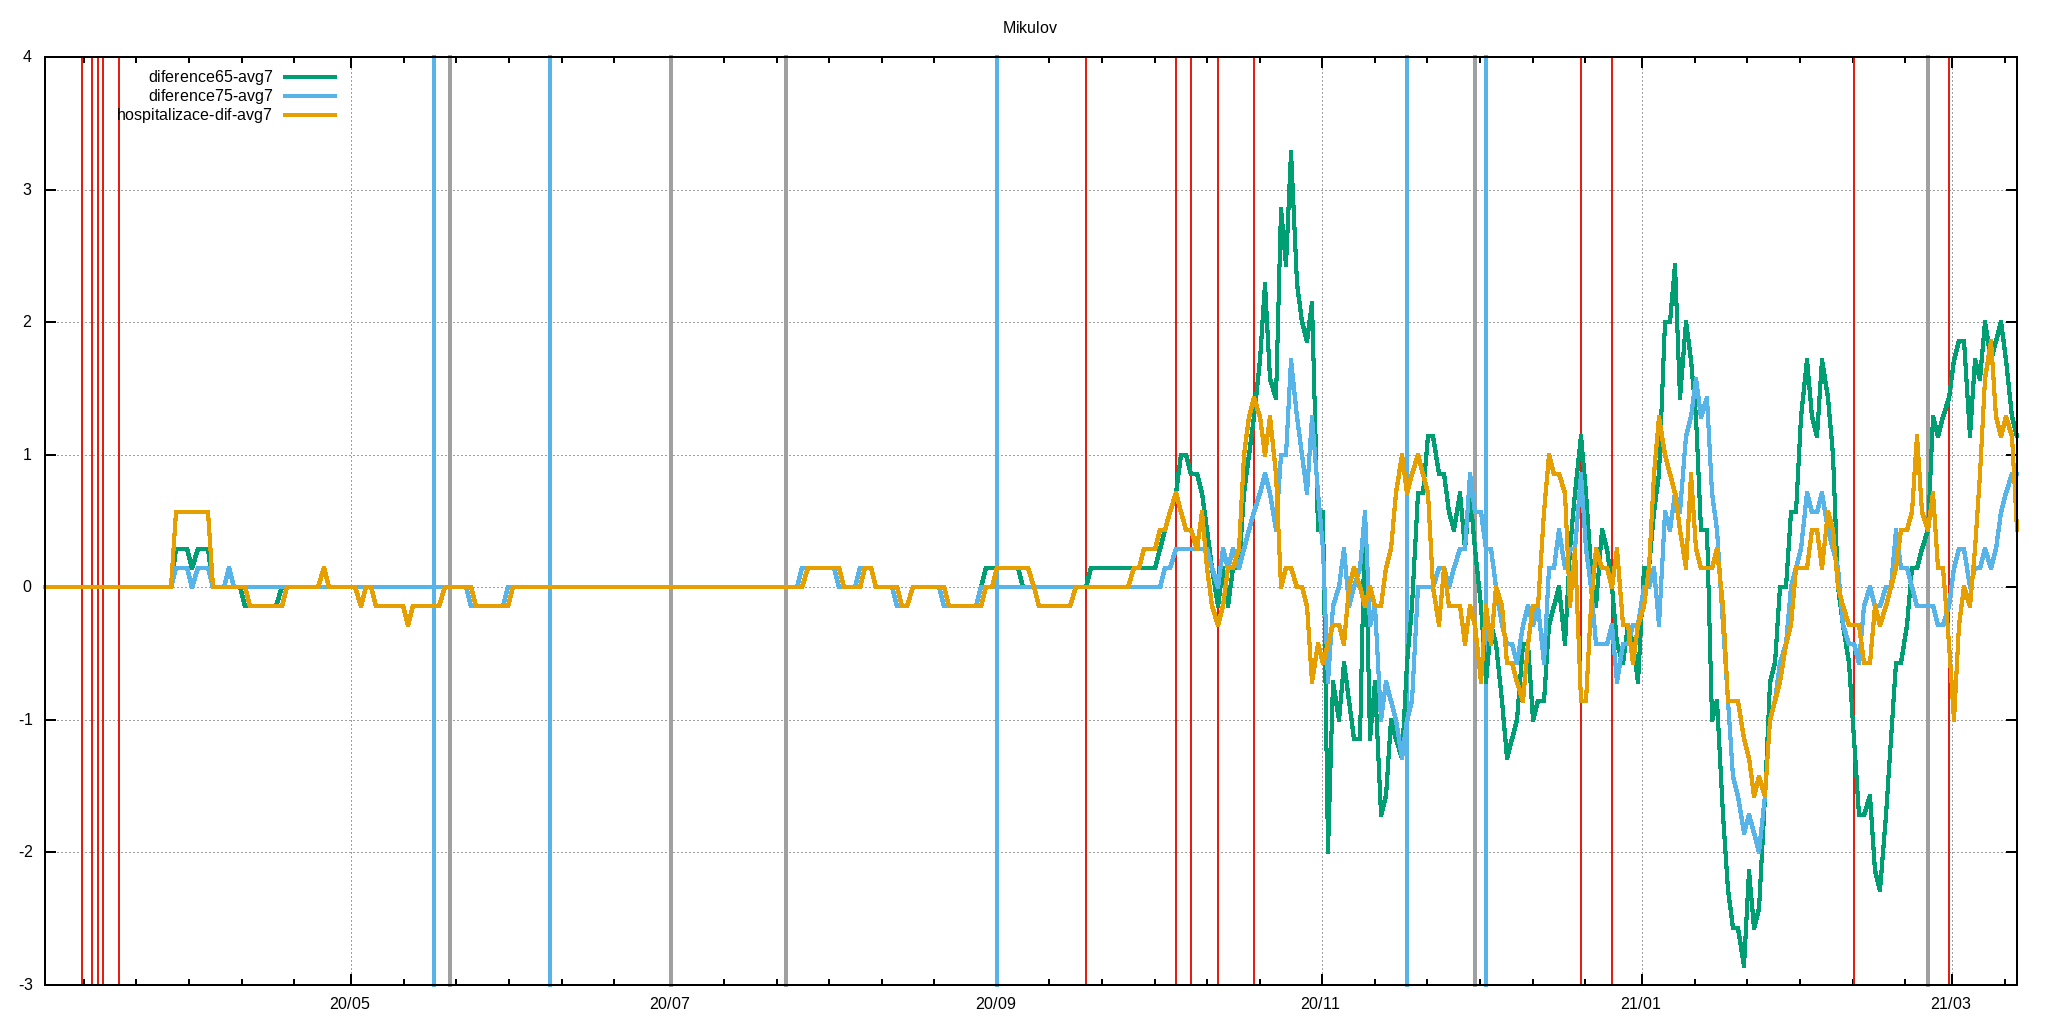 Mikulov
4
diference65-avg7
diference75-avg7
hospitalizace-dif-avg7
3
2
1
0
-1
-2
-3
20/05 20/07 20/09 20/11 21/01 21/03